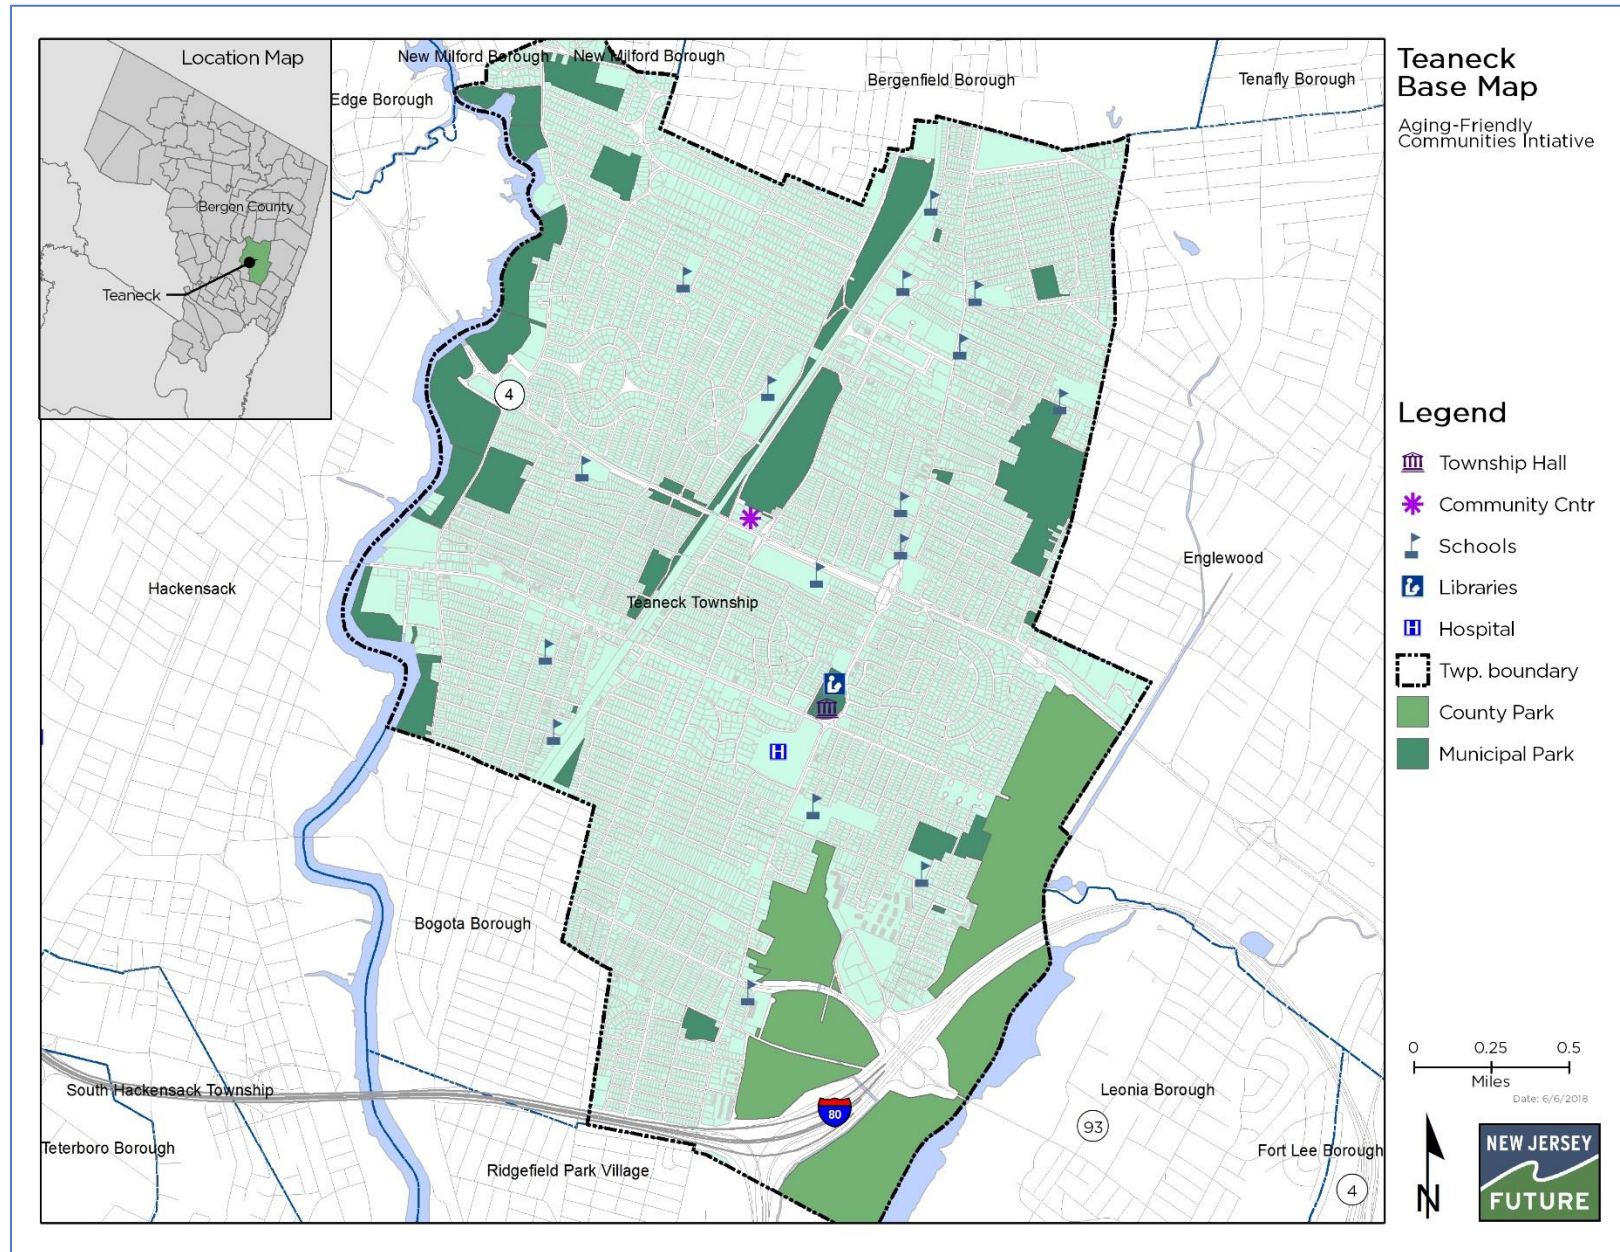 Location Map
Bergen County
Teaneck
New Milford Borough
New Milford Borough
Edge Borough
Bergenfield Borough
Tenafly Borough
4
Hackensack
Teaneck Township
Englewood
H
Bogota Borough
South Hackensack Township
Teterboro Borough
Ridgefield Park Village
80
Leonia Borough
93
Fort Lee Borough
4
Teaneck
Base Map
Aging-Friendly
Communities Intiative
Legend
Township Hall
Community Cntr
Schools
Libraries
H Hospital
Twp. boundary
County Park
Municipal Park
0 0.25 0.5
Miles
Date: 6/6/2018
N
NEW JERSEY
FUTURE